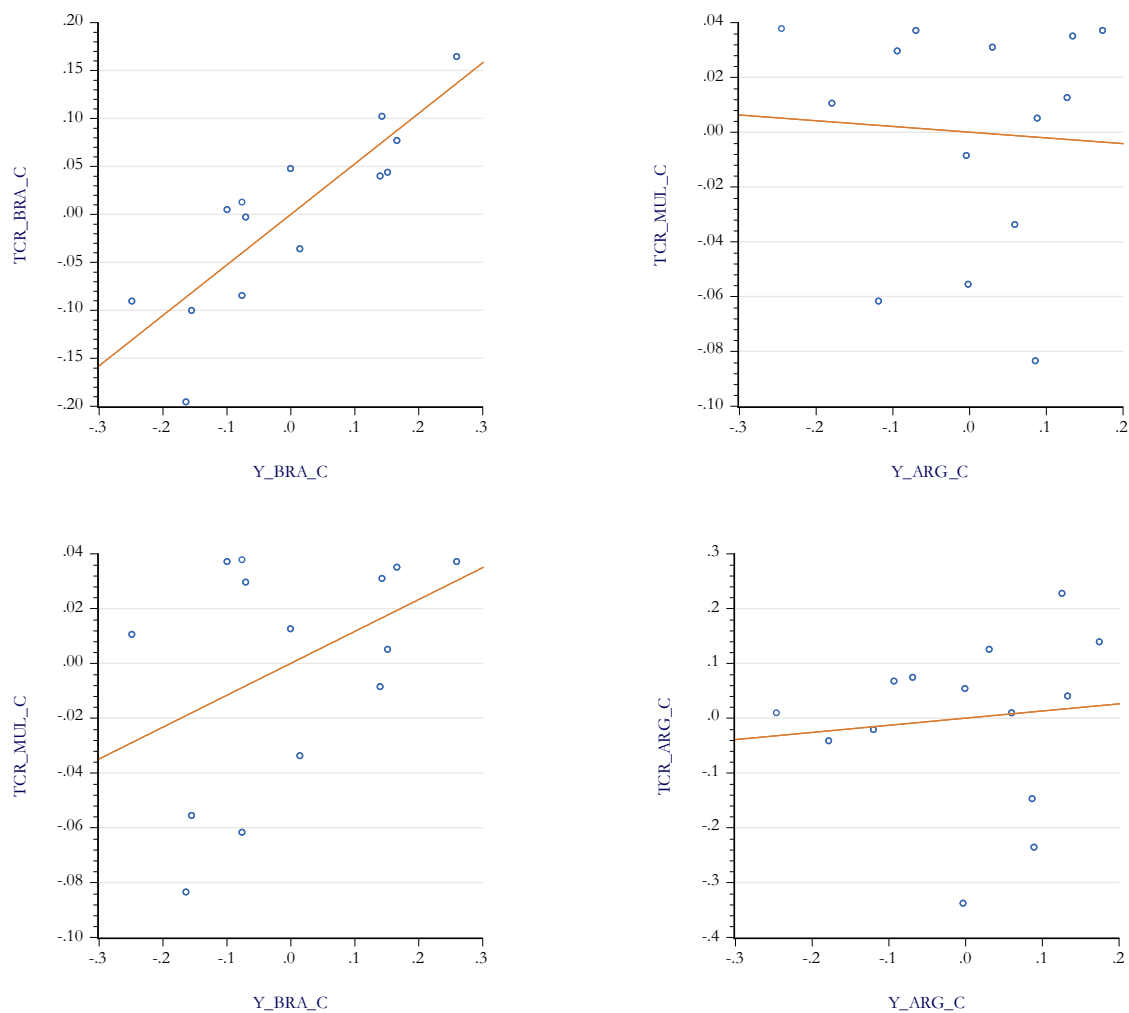 .20
.15
.10
.05
.00
-.05
-.10
-.15
-.20
-.3 -.2 -.1 .0 .1 .2 .3
TCR_BRA_C
Y_BRA_C
.04
.02
.00
-.02
-.04
-.06
-.08
-.10
-.3 -.2 -.1 .0 .1 .2
TCR_MUL_C
Y_ARG_C
.04
.02
.00
-.02
-.04
-.06
-.08
-.10
-.3 -.2 -.1 .0 .1 .2 .3
TCR_MUL_C
Y_BRA_C
.3
.2
.1
.0
-.1
-.2
-.3
-.4
-.3 -.2 -.1 .0 .1 .2
TCR_ARG_C
Y_ARG_C